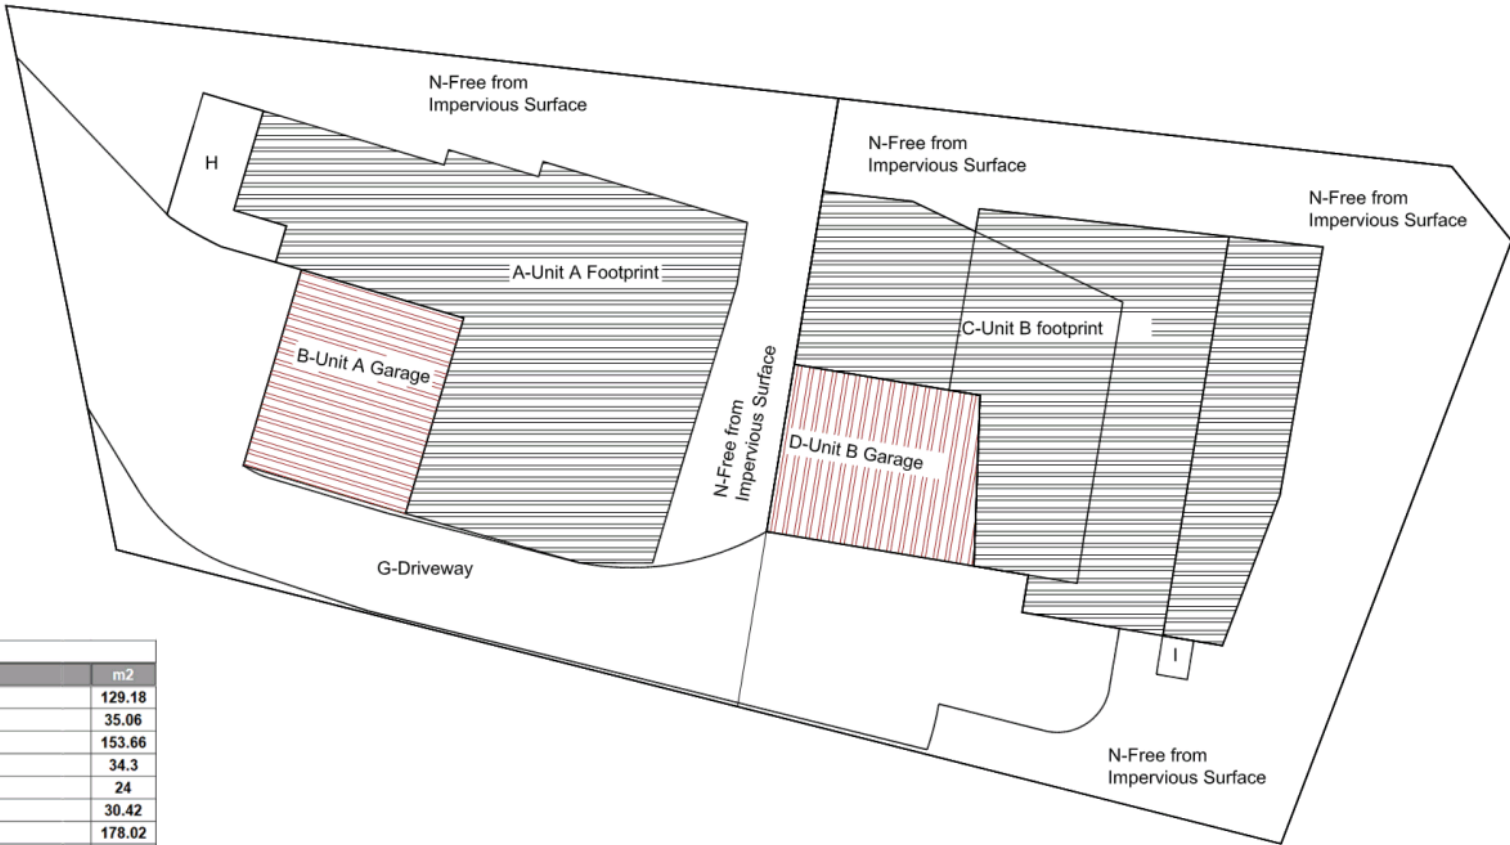 N-Free from
Impervious Surface
N-Free from
Impervious Surface
N-Free from
Impervious Surface
H
A-Unit A Footprint
C-Unit B footprint
B-Unit A Garage
N-Free from
Impervious Surface
D-Unit B Garage
G-Driveway
I
N-Free from
Impervious Surface
m2
129.18
35.06
153.66
34.3
24
30.42
178.02